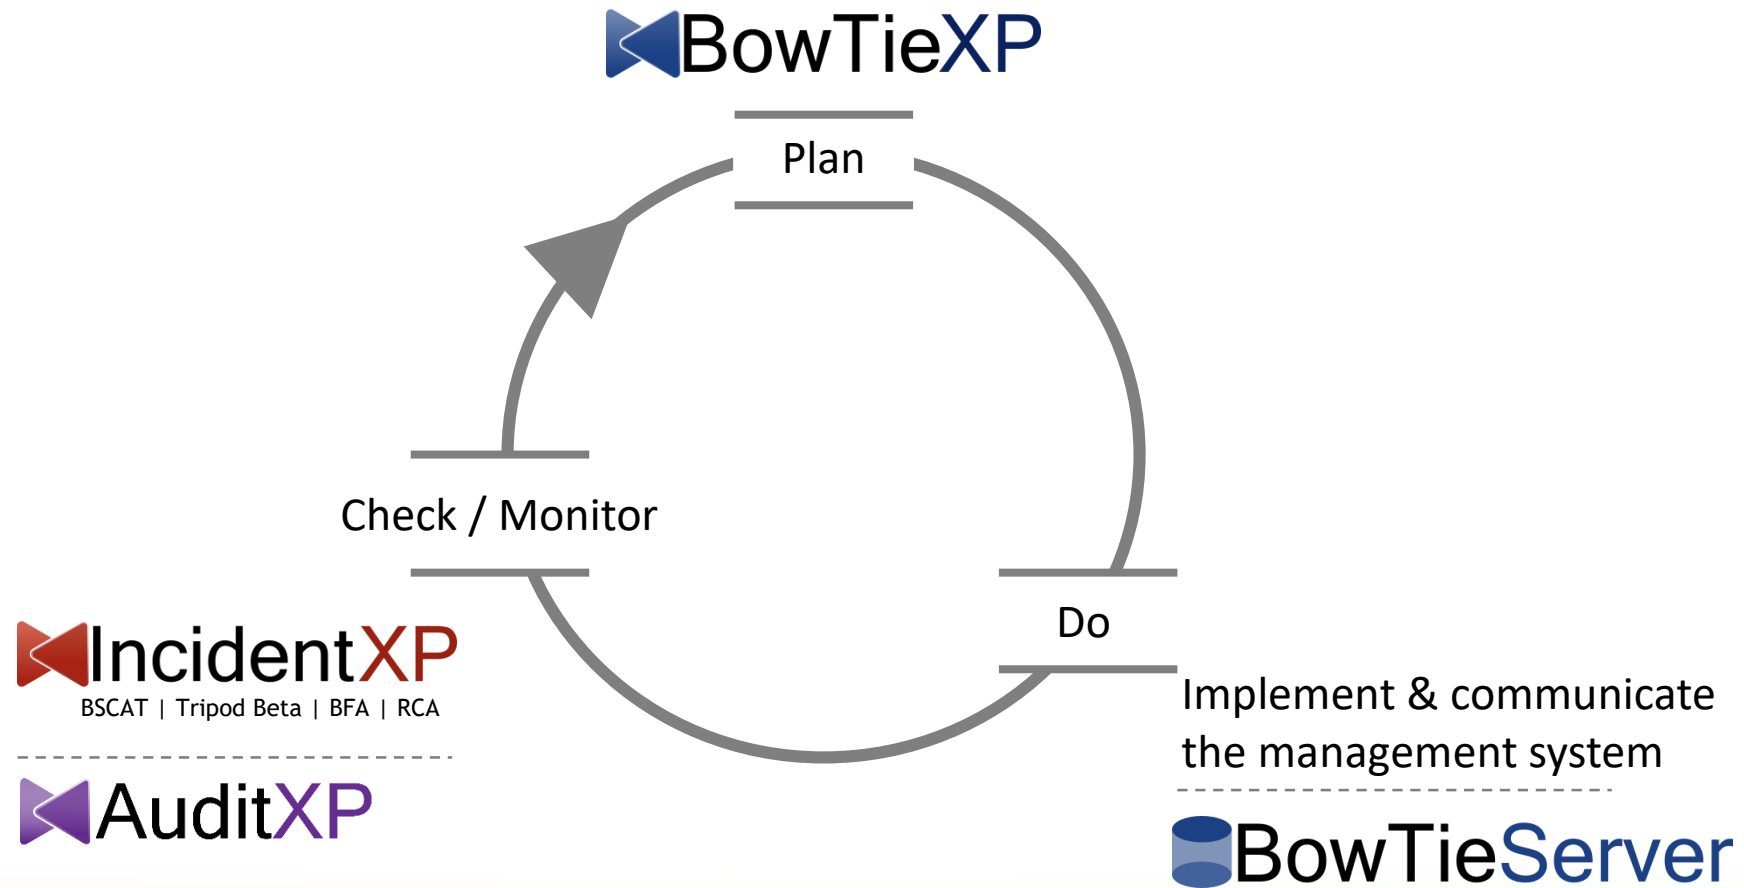 BowTieXP
Plan
Check / Monitor
Do
IncidentXP
BSCAT | Tripod Beta | BFA | RCA
Implement & communicate
the management system
AuditXP
BowTieServer